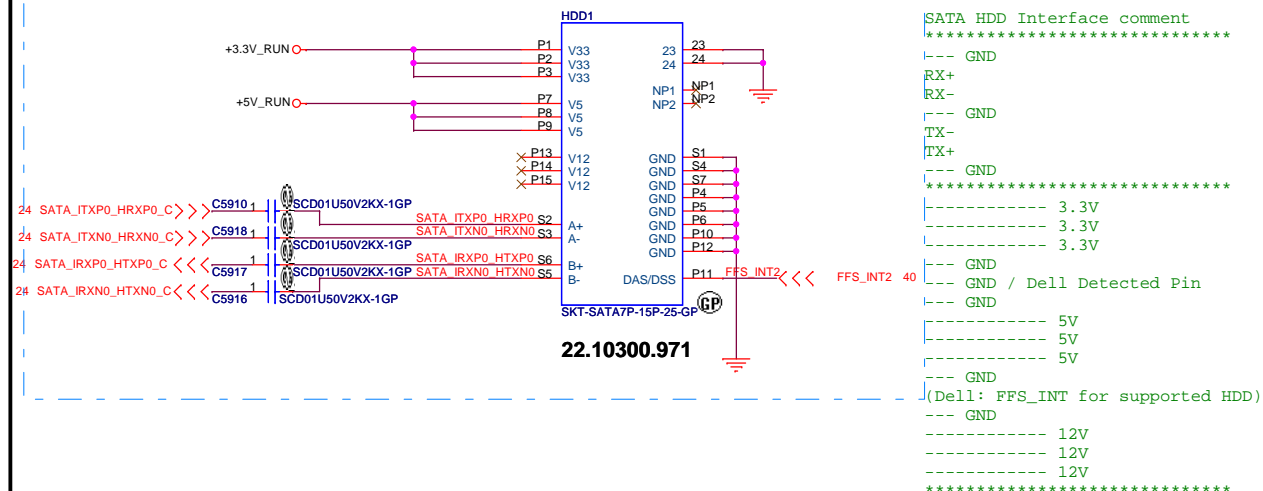 HDD1
+3.3V_RUN
P1 V33
P2 V33
P3 V33
+5V_RUN
P7 V5
P8 V5
P9 V5
P13 V12
P14 V12
P15 V12
23 23
24 24
NP1 NP1
NP2 NP2
GND S1
GND S4
GND S7
GND P4
GND P5
GND P6
GND P10
GND P12
24 SATA_ITXP0_HRXP0_C C5910 1 SCD01U50V2KX-1GP SATA_ITXP0_HRXP0 S2 A+
24 SATA_ITXN0_HRXN0_C C5918 1 SCD01U50V2KX-1GP SATA_ITXN0_HRXN0 S3 A-
24 SATA_IRXP0_HTXP0_C C5917 1 SCD01U50V2KX-1GP SATA_IRXP0_HTXP0 S6 B+
24 SATA_IRXN0_HTXN0_C C5916 1 SCD01U50V2KX-1GP SATA_IRXN0_HTXN0 S5 B-
DAS/DSS P11 FFS_INT2 FFS_INT2 40
SKT-SATA7P-15P-25-GP
GP
22.10300.971
SATA HDD Interface comment
*******************************
--- GND
RX+
RX-
--- GND
TX-
TX+
--- GND
*******************************
------------ 3.3V
------------ 3.3V
------------ 3.3V
--- GND
--- GND / Dell Detected Pin
--- GND
------------ 5V
------------ 5V
------------ 5V
--- GND
(Dell: FFS_INT for supported HDD)
--- GND
------------ 12V
------------ 12V
------------ 12V
*******************************